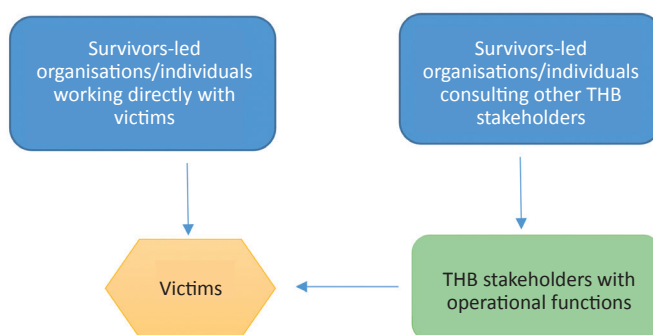 Survivors-led
organisations/individuals
working directly with
victims
Survivors-led
organisations/individuals
consulting other THB
stakeholders
Victims
THB stakeholders with
operational functions